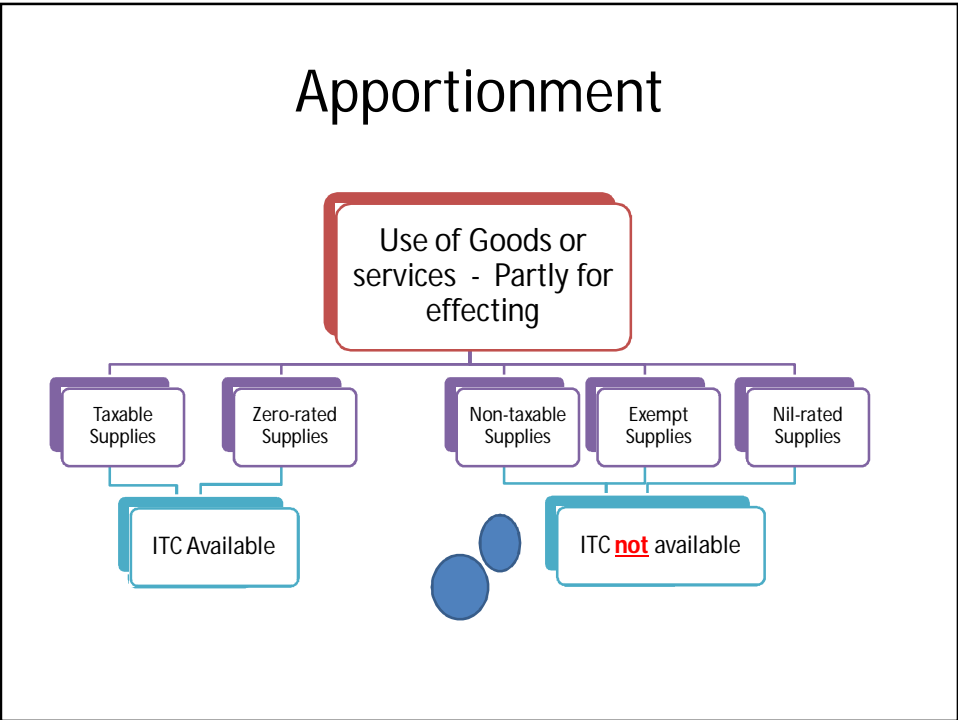 Apportionment
Use of Goods or
services - Partly for
effecting
Taxable
Supplies
Zero-rated
Supplies
Non-taxable
Supplies
Exempt
Supplies
Nil-rated
Supplies
ITC Available
ITC not available